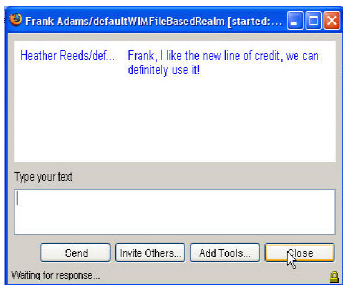 Frank Adams/defaultWIMFileBasedRealm [started:...
Heather Reeds/def... Frank, I like the new line of credit, we can
definitely use it!
Type your text
Send Invite Others... Add Tools... Close
Waiting for response...